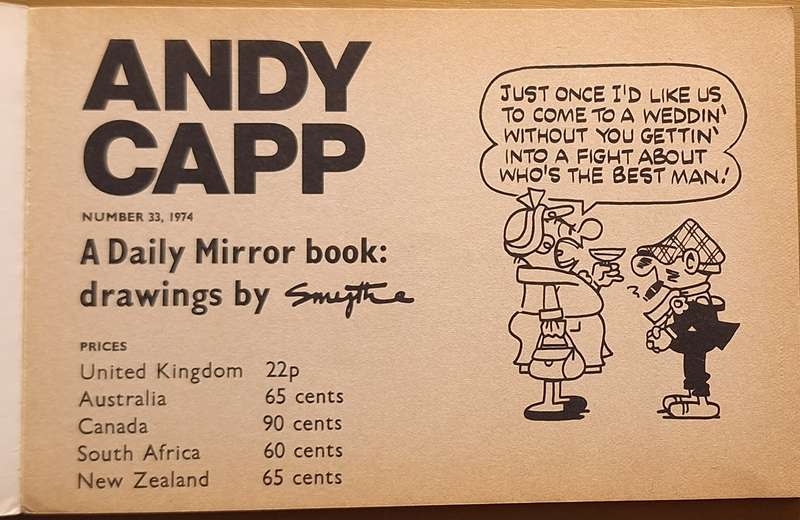 ANDY
CAPP
NUMBER 33, 1974
A Daily Mirror book:
drawings by Smythe
PRICES
United Kingdom 22p
Australia 65 cents
Canada 90 cents
South Africa 60 cents
New Zealand 65 cents
JUST ONCE I'D LIKE US
TO COME TO A WEDDIN'
WITHOUT YOU GETTIN'
INTO A FIGHT ABOUT
WHO'S THE BEST MAN!